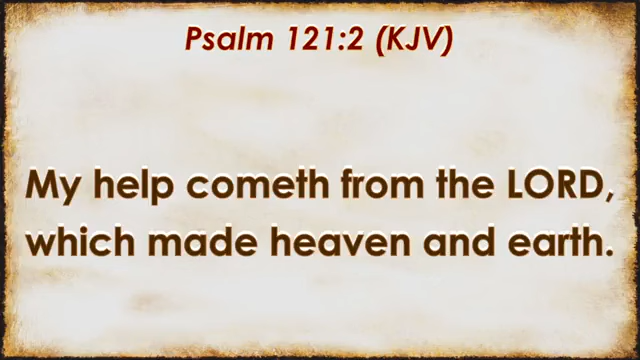 Psalm 121:2 (KJV)
My help cometh from the LORD,
which made heaven and earth.